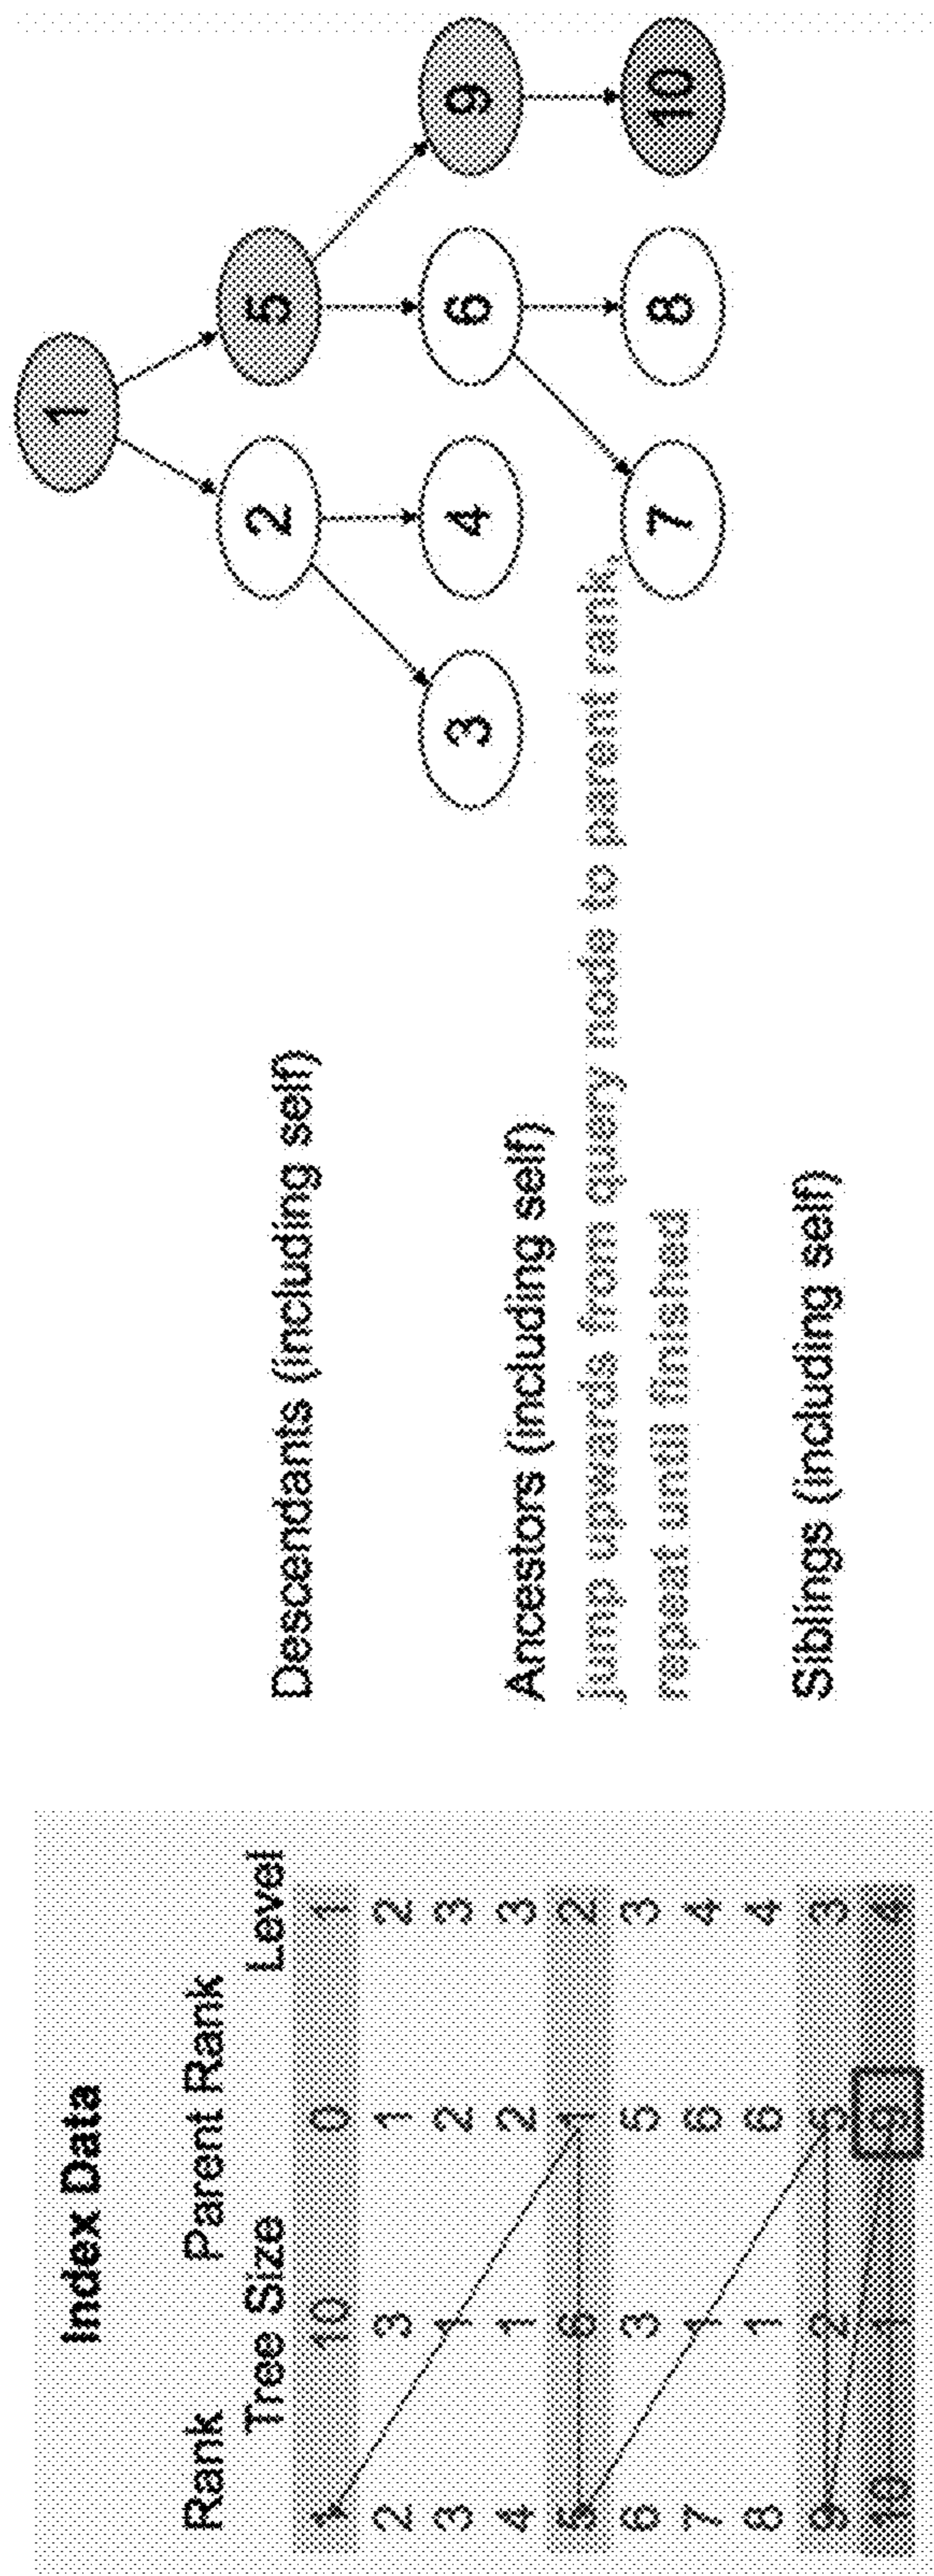 Index Data
Rank Tree Size Parent Rank Level
1 10 0 1
2 3 1 2
3 1 2 3
4 1 2 3
5 6 1 2
6 3 5 3
7 1 6 4
8 1 6 4
9 2 5 3
10 1 9 4
Descendants (including self)
Ancestors (including self)
jump upwards from query node to parent rank,
repeat until finished
Siblings (including self)
1
2
5
3
4
6
9
7
8
10